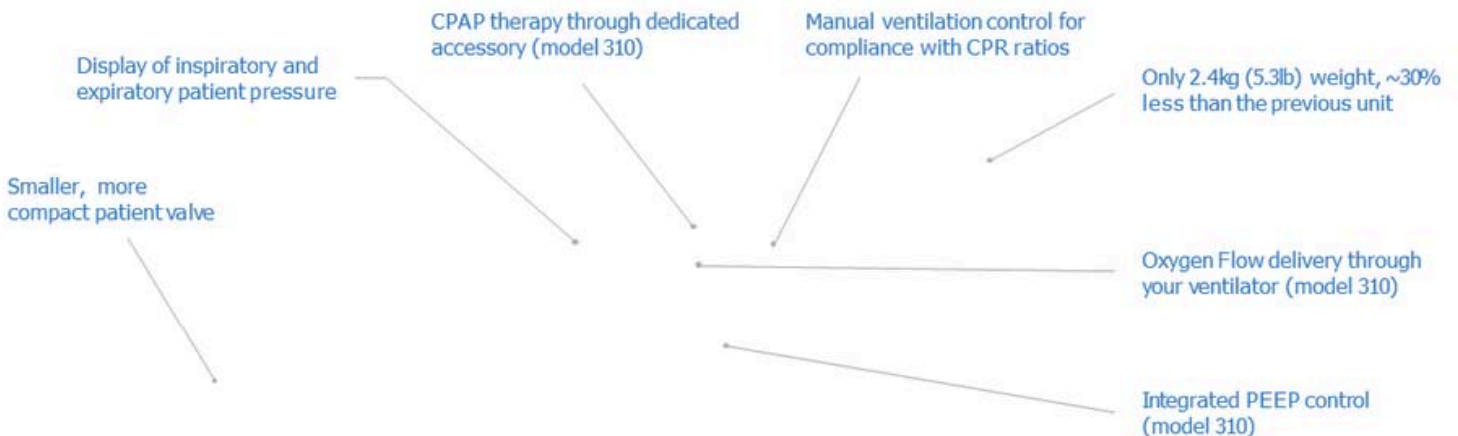 CPAP therapy through dedicated
accessory (model 310)
Manual ventilation control for
compliance with CPR ratios
Display of inspiratory and
expiratory patient pressure
Only 2.4kg (5.3lb) weight, ~30%
less than the previous unit
Smaller, more
compact patient valve
Oxygen Flow delivery through
your ventilator (model 310)
Integrated PEEP control
(model 310)